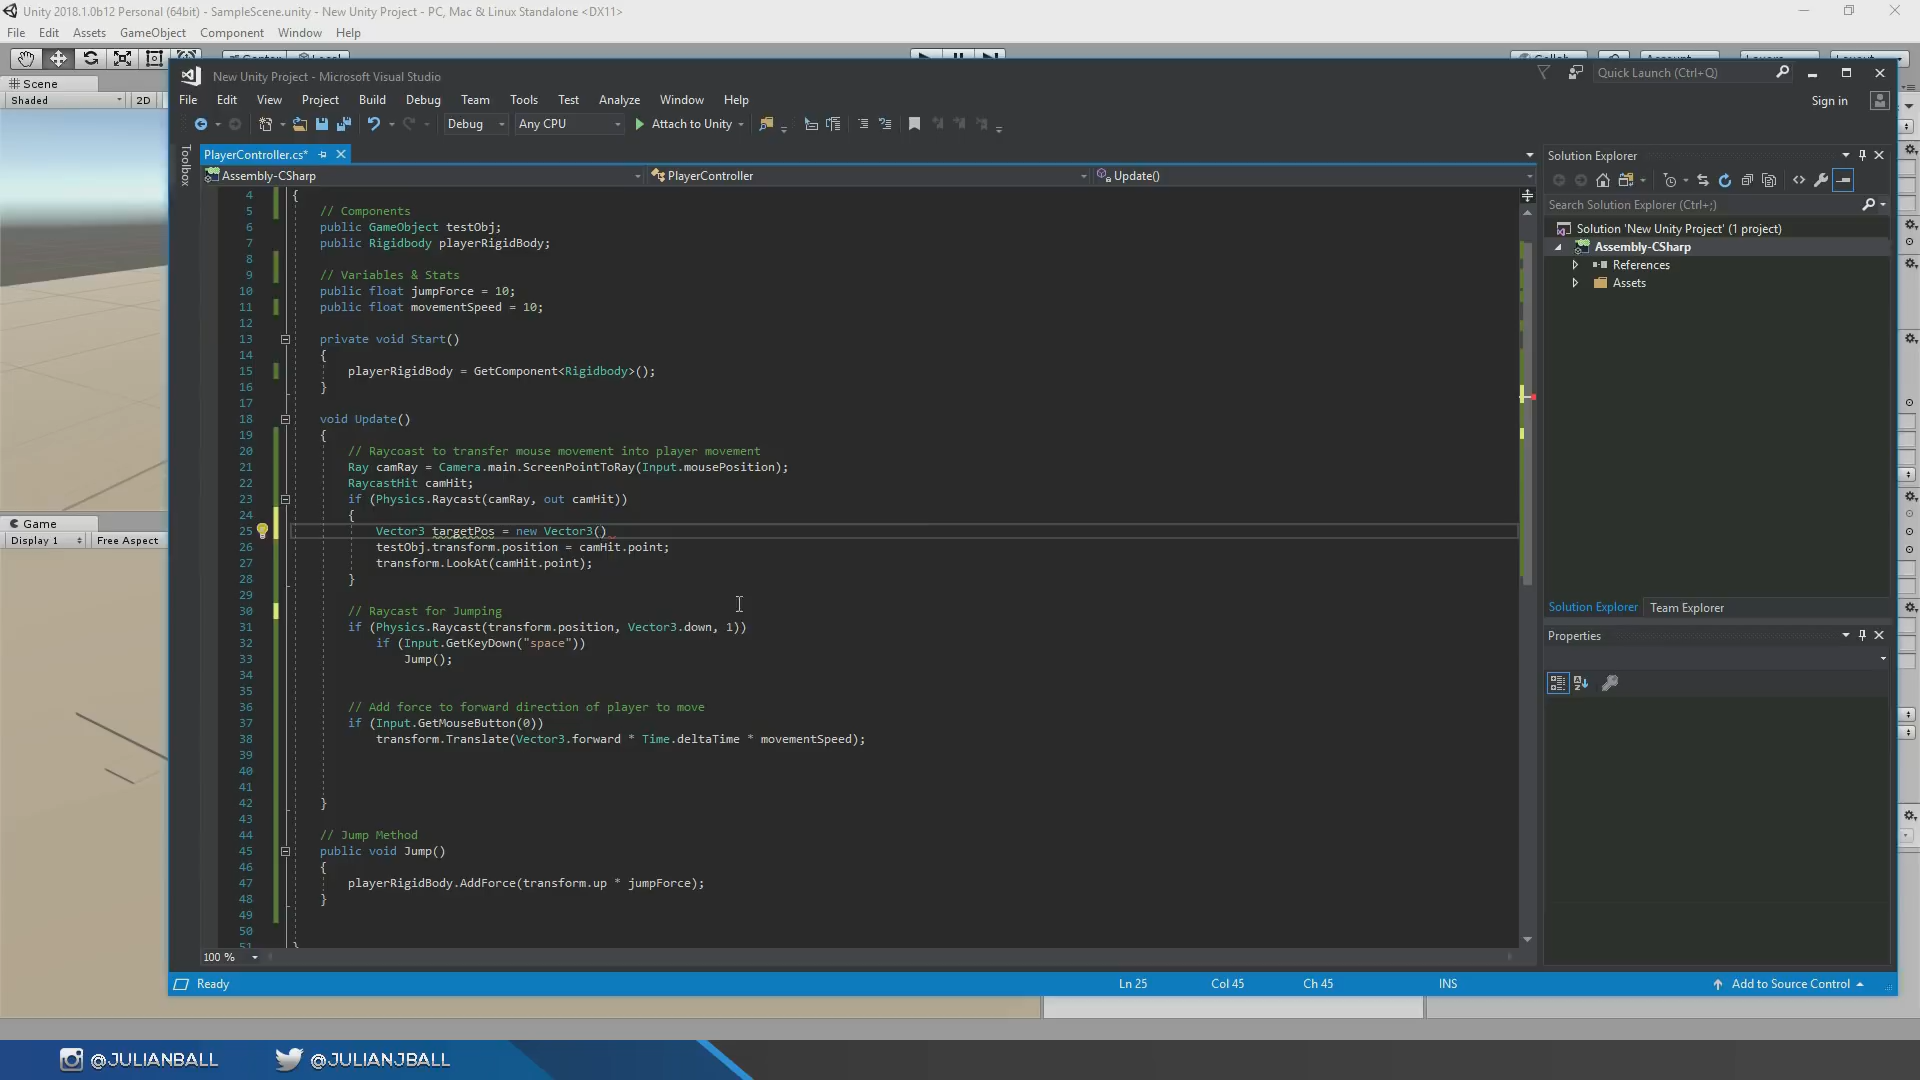 Unity 2018.1.0b12 Personal (64bit) - SampleScene.unity - New Unity Project - PC, Mac & Linux Standalone <DX11>
File Edit Assets GameObject Component Window Help
Scene
Shaded 2D
New Unity Project - Microsoft Visual Studio
Quick Launch (Ctrl+Q)
File Edit View Project Build Debug Team Tools Test Analyze Window Help
Sign in
Debug Any CPU Attach to Unity
Toolbox
PlayerController.cs*
Assembly-CSharp PlayerController Update()
4 {
5 // Components
6 public GameObject testObj;
7 public Rigidbody playerRigidBody;
8
9 // Variables & Stats
10 public float jumpForce = 10;
11 public float movementSpeed = 10;
12
13 private void Start()
14 {
15 playerRigidBody = GetComponent<Rigidbody>();
16 }
17
18 void Update()
19 {
20 // Raycoast to transfer mouse movement into player movement
21 Ray camRay = Camera.main.ScreenPointToRay(Input.mousePosition);
22 RaycastHit camHit;
23 if (Physics.Raycast(camRay, out camHit))
24 {
25 Vector3 targetPos = new Vector3()
26 testObj.transform.position = camHit.point;
27 transform.LookAt(camHit.point);
28 }
29
30 // Raycast for Jumping
31 if (Physics.Raycast(transform.position, Vector3.down, 1))
32 if (Input.GetKeyDown("space"))
33 Jump();
34
35
36 // Add force to forward direction of player to move
37 if (Input.GetMouseButton(0))
38 transform.Translate(Vector3.forward * Time.deltaTime * movementSpeed);
39
40
41
42 }
43
44 // Jump Method
45 public void Jump()
46 {
47 playerRigidBody.AddForce(transform.up * jumpForce);
48 }
49
50
51 }
100 %
Solution Explorer
Search Solution Explorer (Ctrl+;)
Solution 'New Unity Project' (1 project)
Assembly-CSharp
References
Assets
Solution Explorer Team Explorer
Properties
Game
Display 1 Free Aspect
Ready Ln 25 Col 45 Ch 45 INS Add to Source Control
@JULIANBALL @JULIANJBALL